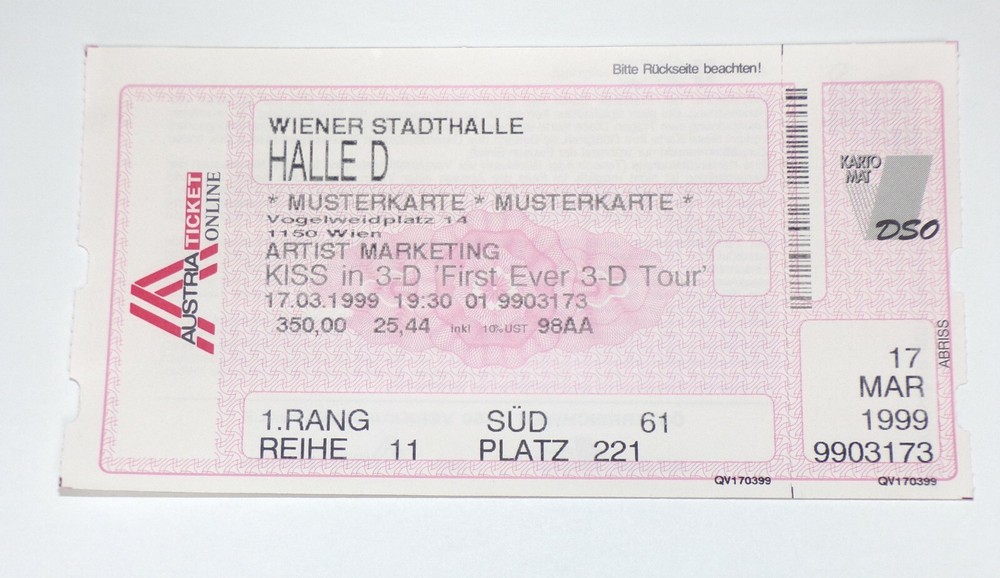 Bitte Rückseite beachten!
WIENER STADTHALLE
HALLE D
* MUSTERKARTE * MUSTERKARTE *
Vogelweidplatz 14
1150 Wien
ARTIST MARKETING
KISS in 3-D 'First Ever 3-D Tour'
17.03.1999 19:30 01 9903173
350,00 25,44 inkl 10%UST 98AA
1.RANG SÜD 61
REIHE 11 PLATZ 221
QV170399
AUSTRIA TICKET ONLINE
KARTO
MAT
DSO
ABRISS
17
MAR
1999
9903173
QV170399